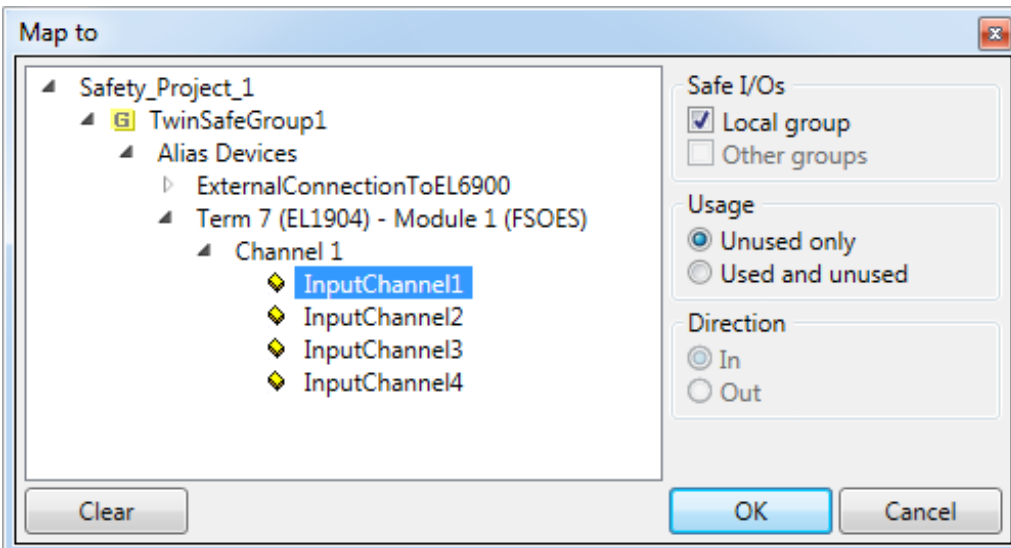 Map to
Safety_Project_1
G TwinSafeGroup1
Alias Devices
ExternalConnectionToEL6900
Term 7 (EL1904) - Module 1 (FSOES)
Channel 1
InputChannel1
InputChannel2
InputChannel3
InputChannel4
Safe I/Os
Local group
Other groups
Usage
Unused only
Used and unused
Direction
In
Out
Clear
OK
Cancel